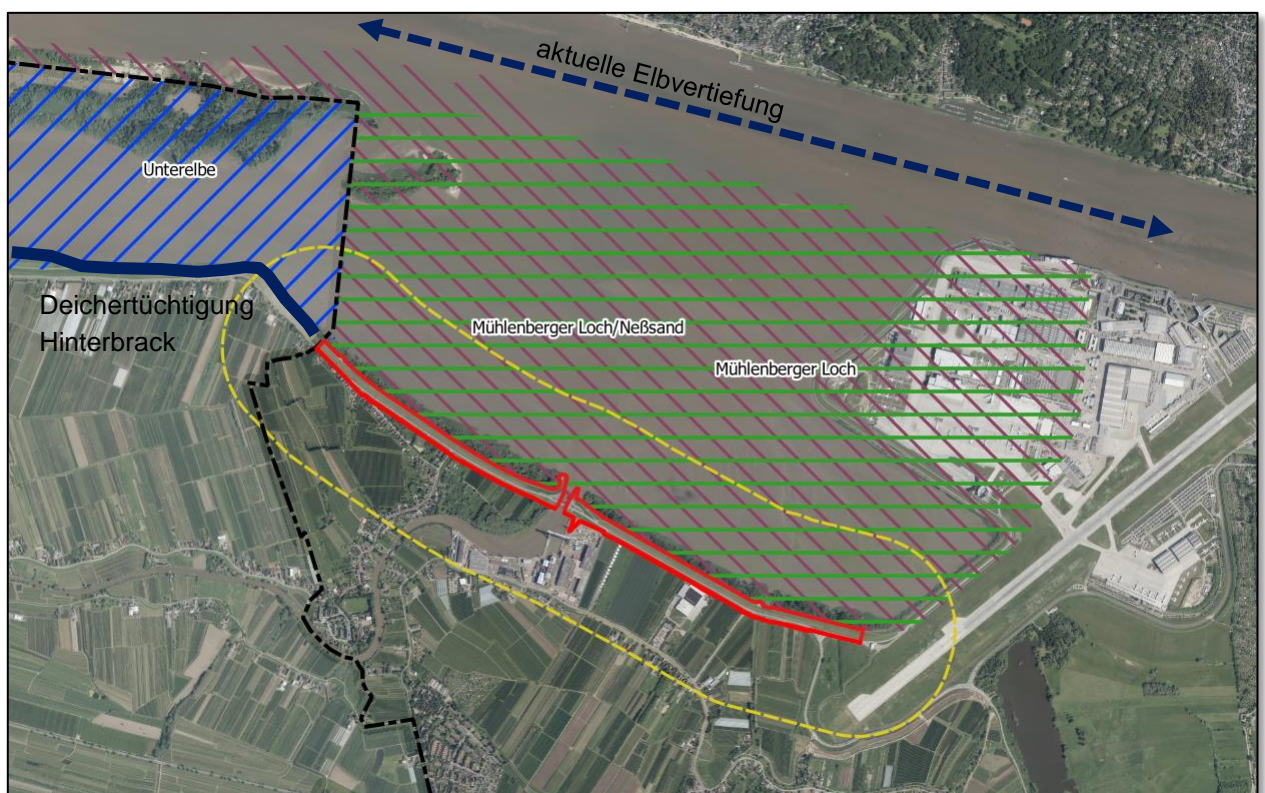 aktuelle Elbvertiefung
Unterelbe
Deichertüchtigung
Hinterbrack
Mühlenberger Loch/Neßsand
Mühlenberger Loch